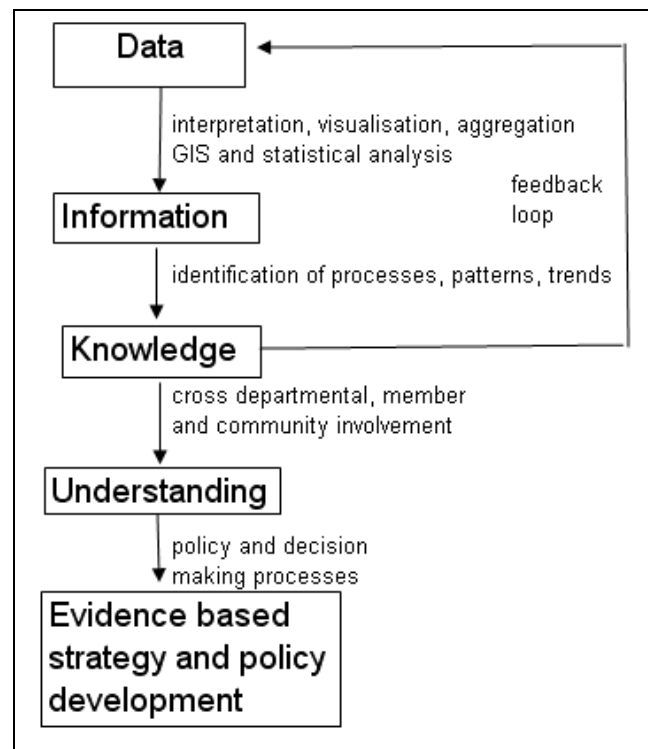 Data
interpretation, visualisation, aggregation
GIS and statistical analysis
feedback
loop
Information
identification of processes, patterns, trends
Knowledge
cross departmental, member
and community involvement
Understanding
policy and decision
making processes
Evidence based
strategy and policy
development